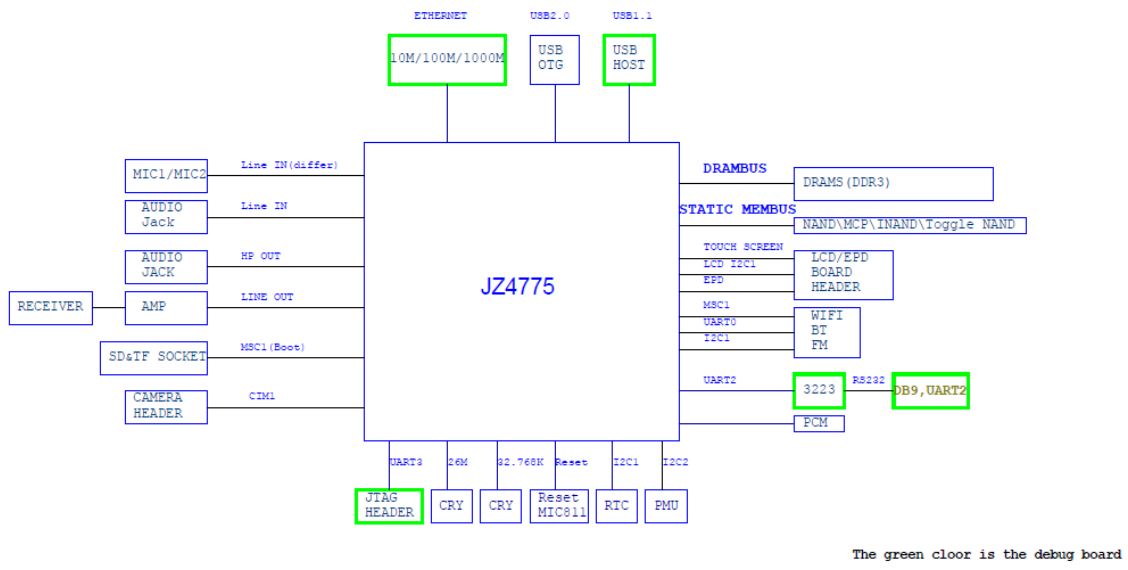 ETHERNET
USB2.0
USB1.1
10M/100M/1000M
USB
OTG
USB
HOST
MIC1/MIC2
Line IN(differ)
AUDIO
Jack
Line IN
AUDIO
JACK
HP OUT
RECEIVER
AMP
LINE OUT
SD&TF SOCKET
MSC1(Boot)
CAMERA
HEADER
CIM1
JZ4775
DRAMBUS
DRAMS(DDR3)
STATIC MEMBUS
NAND\MCP\INAND\Toggle NAND
TOUCH SCREEN
LCD I2C1
EPD
LCD/EPD
BOARD
HEADER
MSC1
UART0
I2C1
WIFI
BT
FM
UART2
3223
RS232
DB9,UART2
PCM
UART3
26M
32.768K
Reset
I2C1
I2C2
JTAG
HEADER
CRY
CRY
Reset
MIC811
RTC
PMU
The green cloor is the debug board